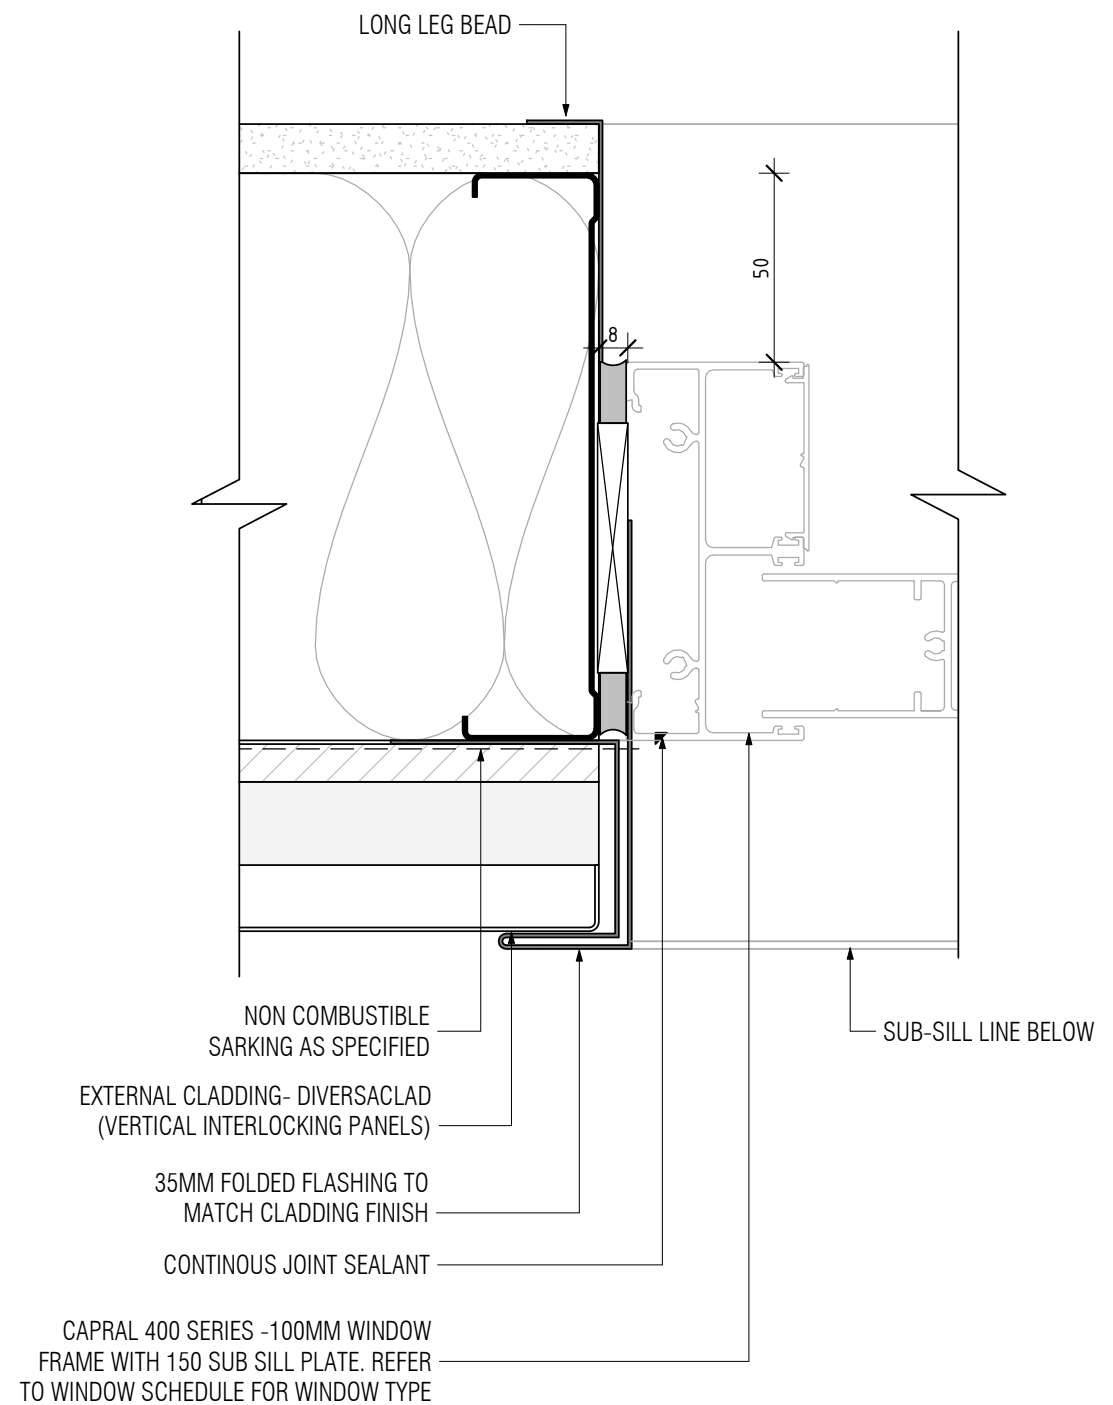 LONG LEG BEAD
50
8
NON COMBUSTIBLE
SARKING AS SPECIFIED
SUB-SILL LINE BELOW
EXTERNAL CLADDING- DIVERSACLAD
(VERTICAL INTERLOCKING PANELS)
35MM FOLDED FLASHING TO
MATCH CLADDING FINISH
CONTINOUS JOINT SEALANT
CAPRAL 400 SERIES -100MM WINDOW
FRAME WITH 150 SUB SILL PLATE. REFER
TO WINDOW SCHEDULE FOR WINDOW TYPE